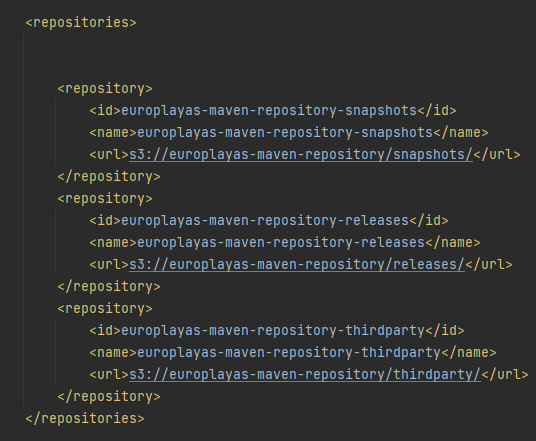 <repositories>
<repository>
<id>europlayas-maven-repository-snapshots</id>
<name>europlayas-maven-repository-snapshots</name>
<url>s3://europlayas-maven-repository/snapshots/</url>
</repository>
<repository>
<id>europlayas-maven-repository-releases</id>
<name>europlayas-maven-repository-releases</name>
<url>s3://europlayas-maven-repository/releases/</url>
</repository>
<repository>
<id>europlayas-maven-repository-thirdparty</id>
<name>europlayas-maven-repository-thirdparty</name>
<url>s3://europlayas-maven-repository/thirdparty/</url>
</repository>
</repositories>